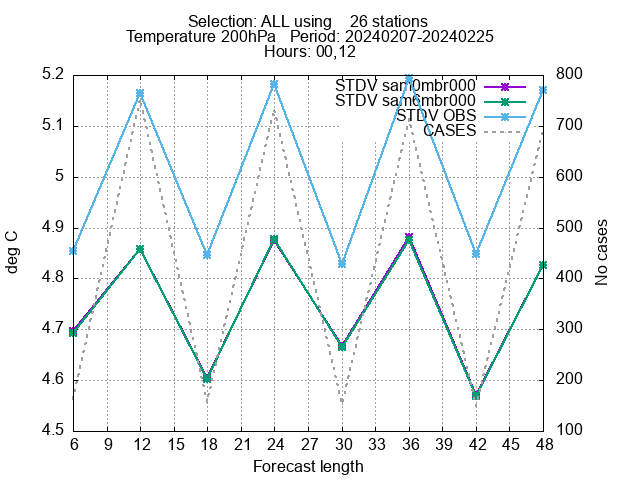 Selection: ALL using    26 stations
Temperature 200hPa   Period: 20240207-20240225
Hours: 00,12
STDV
STDV
STDV OBS
CASES
5.2
5.1
5
4.9
4.8
4.7
4.6
4.5
deg C
800
700
600
500
400
300
200
100
No cases
6 9 12 15 18 21 24 27 30 33 36 39 42 45 48
Forecast length